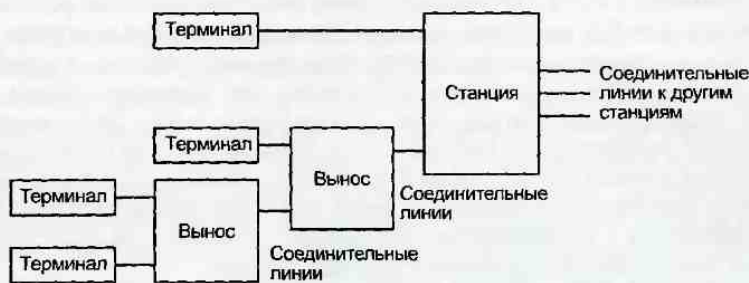 Терминал
Станция
Соединительные
линии к другим
станциям
Терминал
Вынос
Соединительные
линии
Терминал
Вынос
Терминал
Соединительные
линии